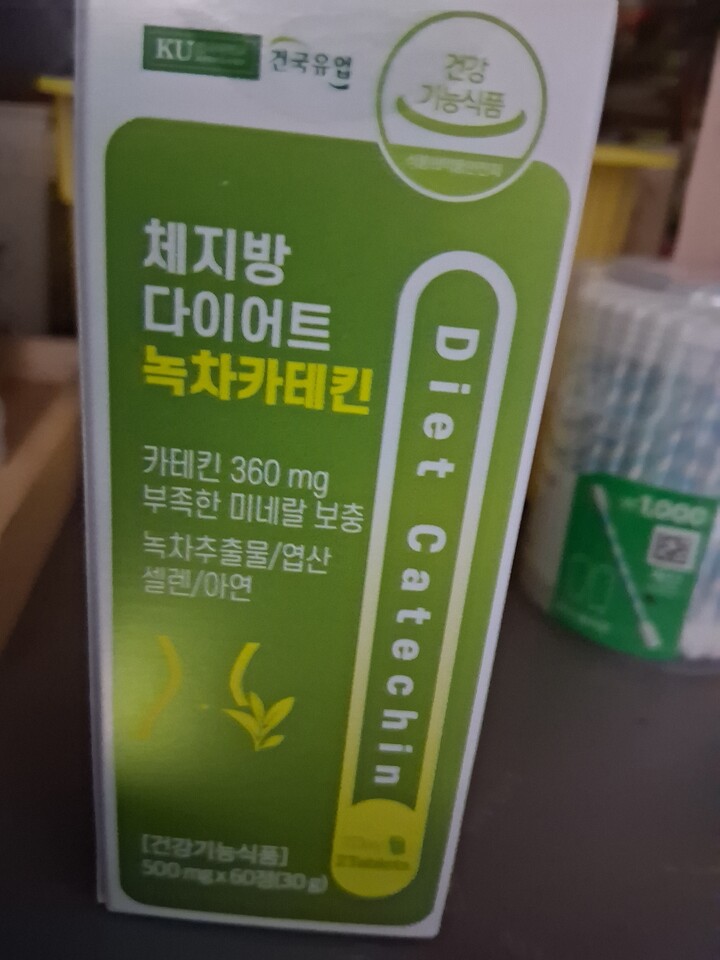 KU
건국유업
건강
기능식품
체지방
다이어트
녹차카테킨
카테킨 360 mg
부족한 미네랄 보충
녹차추출물/엽산
셀렌/아연
Diet Catechin
2Tablets
[건강기능식품]
500 mg x 60정(30 g)
1,000